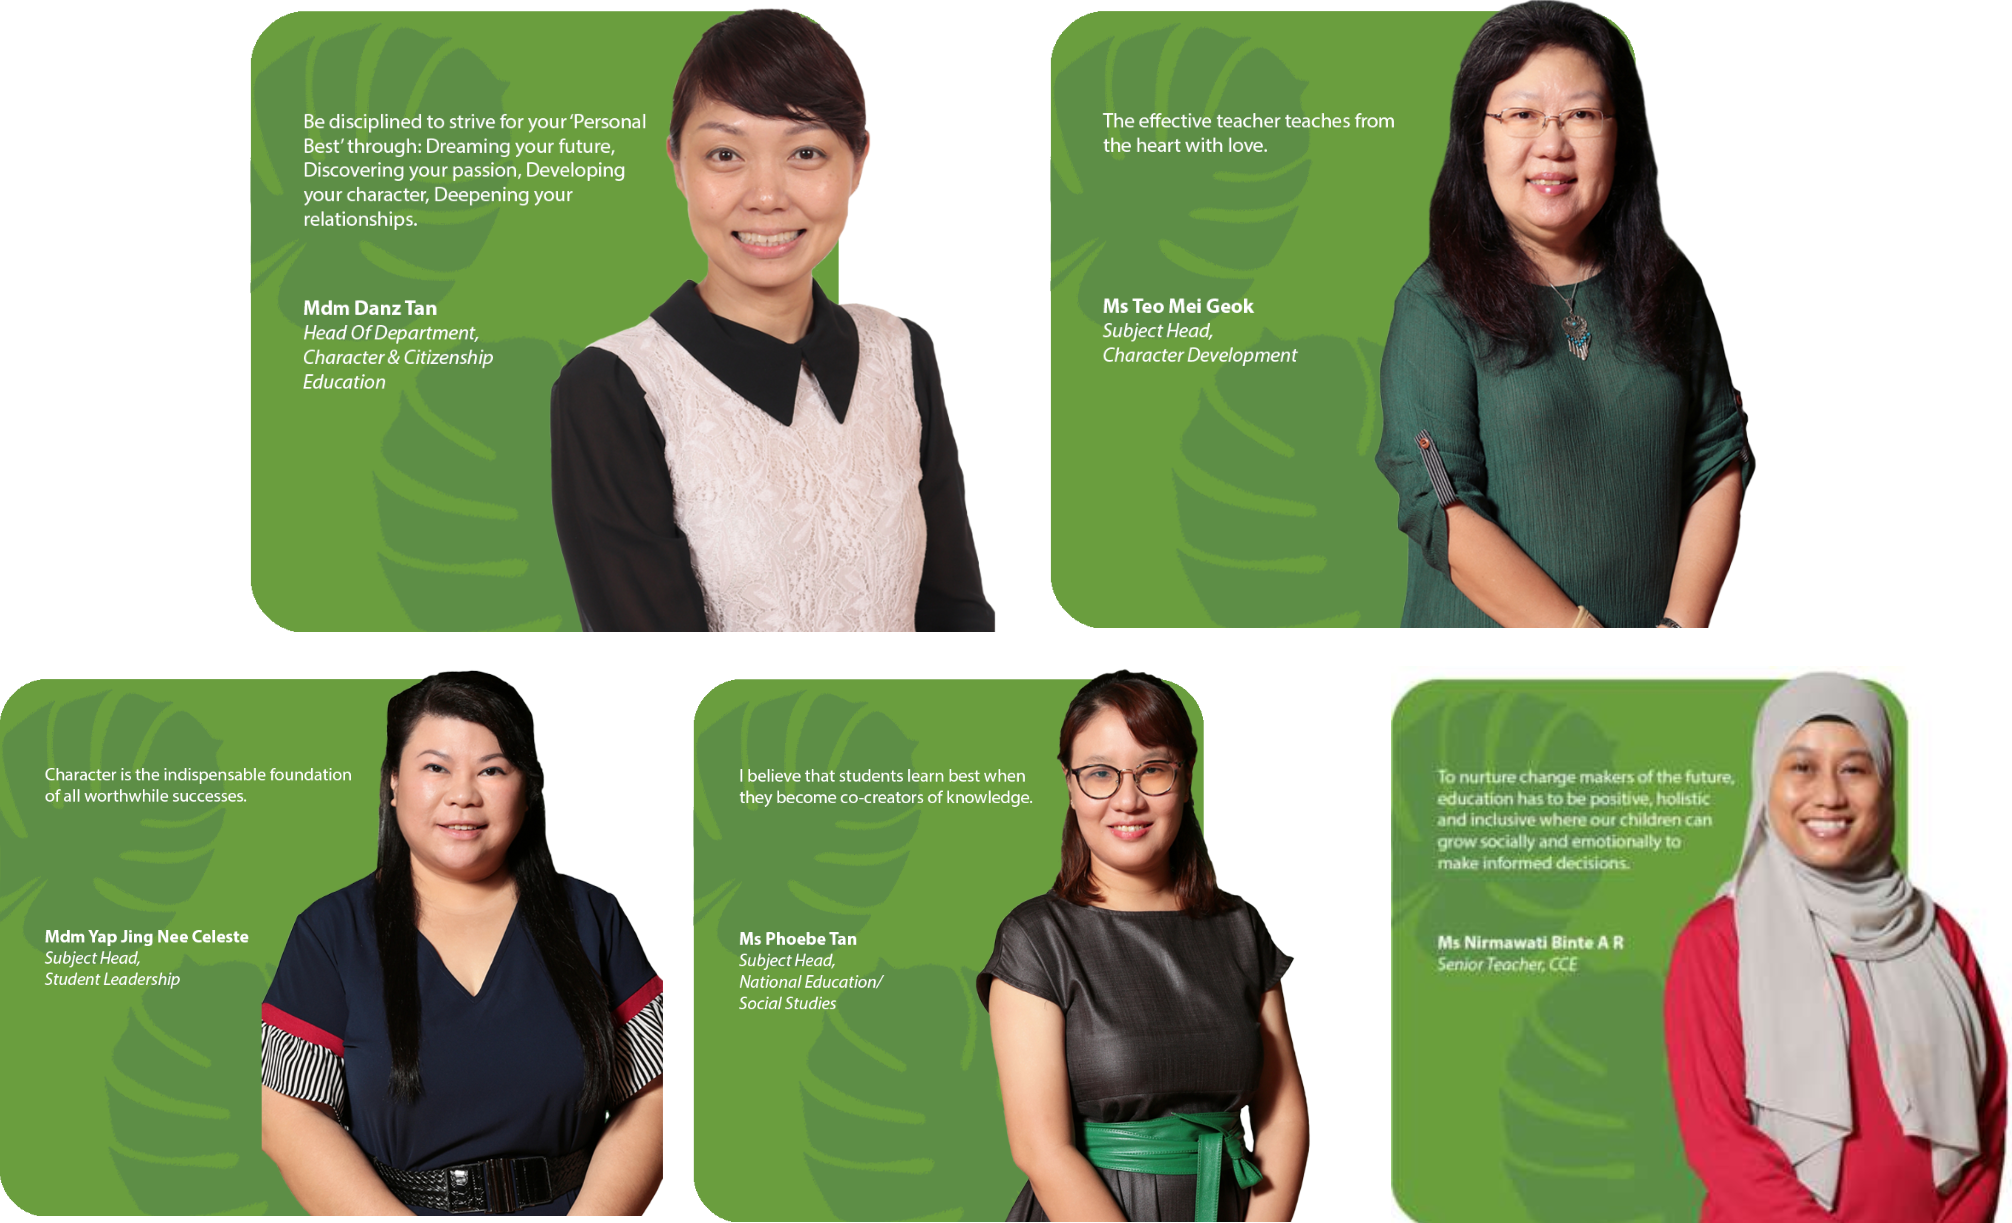 Be disciplined to strive for your ‘Personal
Best’ through: Dreaming your future,
Discovering your passion, Developing
your character, Deepening your
relationships.
Mdm Danz Tan
Head Of Department,
Character & Citizenship
Education
The effective teacher teaches from
the heart with love.
Ms Teo Mei Geok
Subject Head,
Character Development
Character is the indispensable foundation
of all worthwhile successes.
Mdm Yap Jing Nee Celeste
Subject Head,
Student Leadership
I believe that students learn best when
they become co-creators of knowledge.
Ms Phoebe Tan
Subject Head,
National Education/
Social Studies
To nurture change makers of the future,
education has to be positive, holistic
and inclusive where our children can
grow socially and emotionally to
make informed decisions.
Ms Nirmawati Binte A R
Senior Teacher, CCE